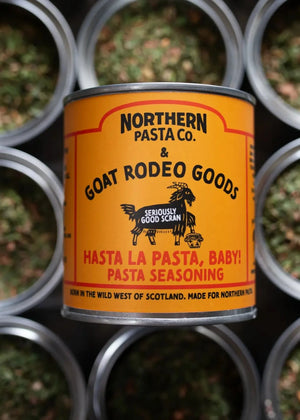 NORTHERN
PASTA CO.
&
GOAT RODEO GOODS
SERIOUSLY
GOOD SCRAN
HASTA LA PASTA, BABY!
PASTA SEASONING
BORN IN THE WILD WEST OF SCOTLAND. MADE FOR NORTHERN PASTA